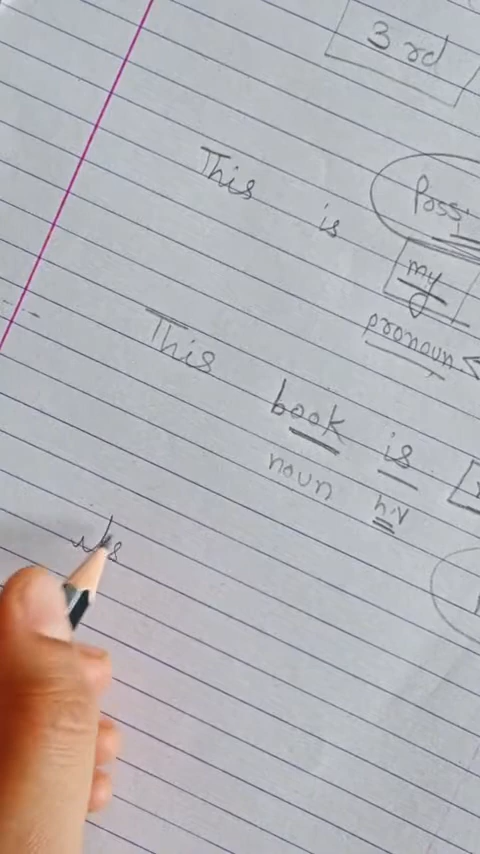 3rd
Poss.
This is my
pronoun
This book is
noun h.v